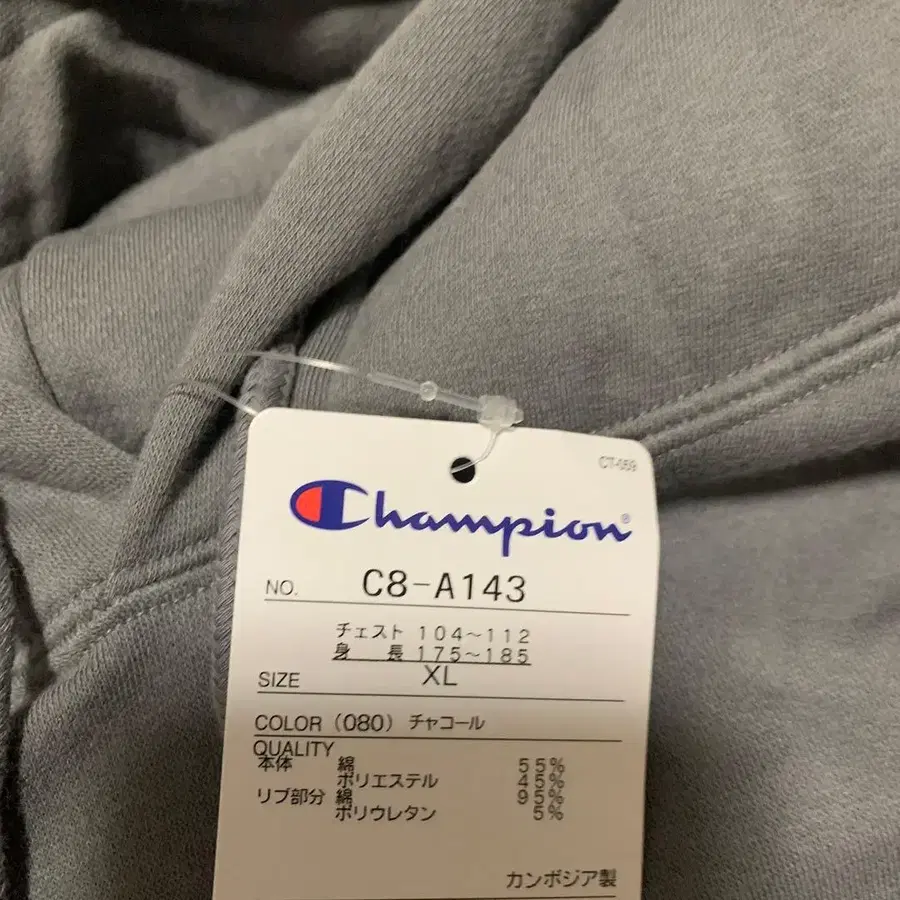 CT-059
Champion®
NO. C8-A143
チェスト 104～112
身 長 175～185
SIZE XL
COLOR (080) チャコール
QUALITY
本体 綿 55%
ポリエステル 45%
リブ部分 綿 95%
ポリウレタン 5%
カンボジア製